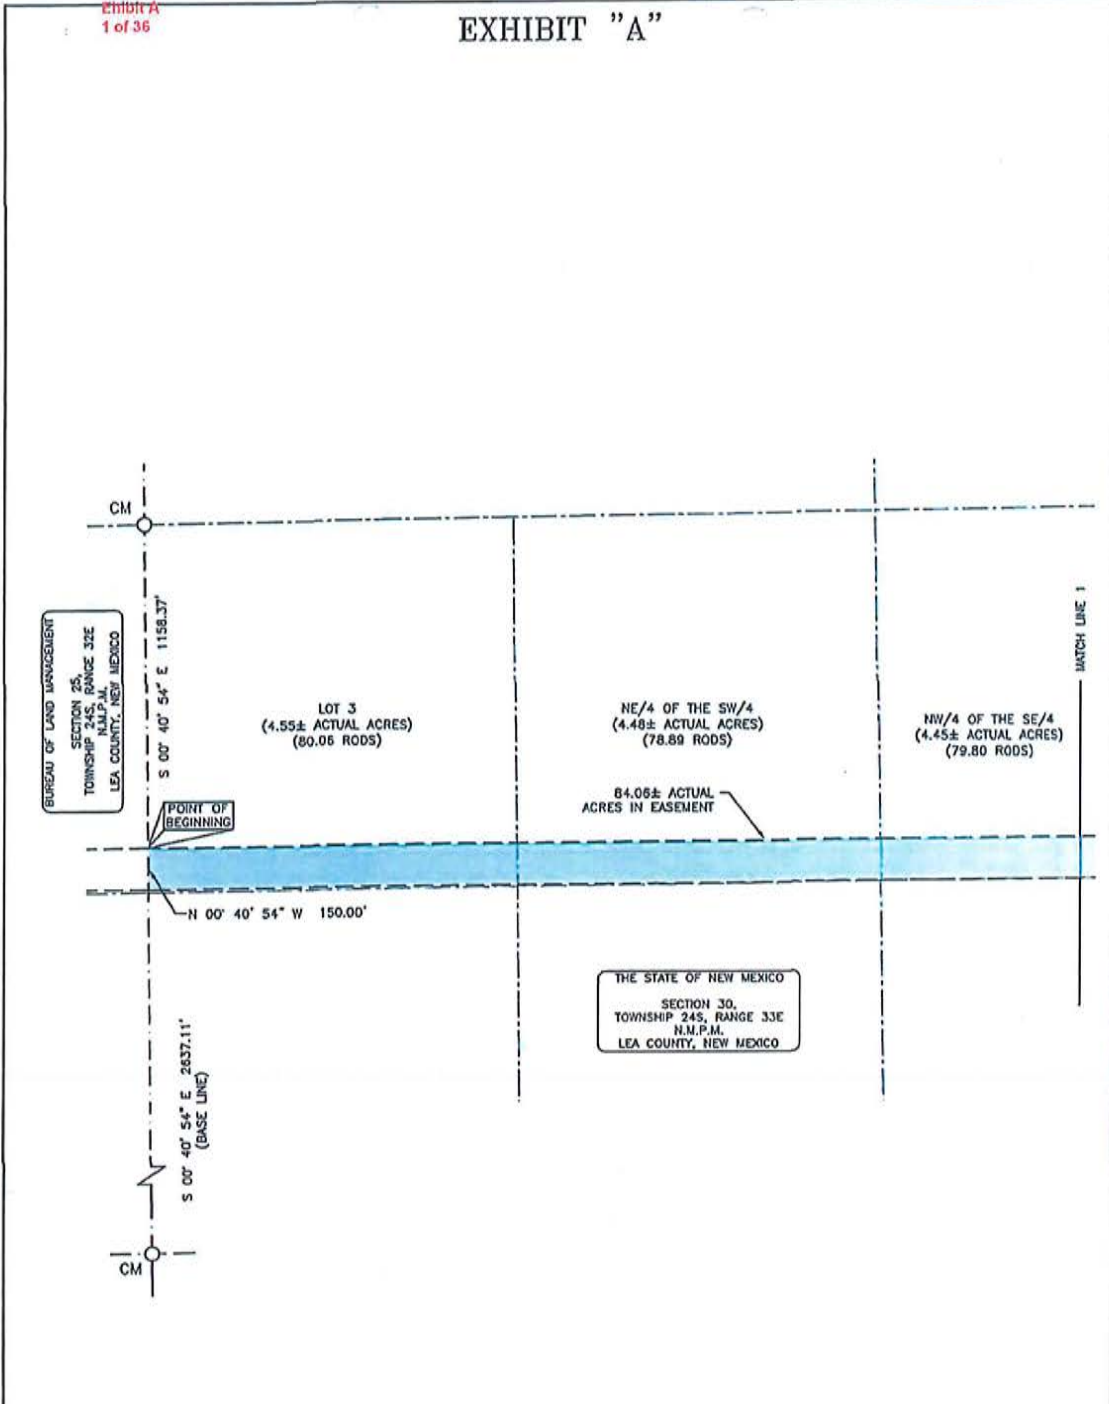 Exhibit A
1 of 36
EXHIBIT "A"
CM
BUREAU OF LAND MANAGEMENT
SECTION 25,
TOWNSHIP 24S, RANGE 32E
N.M.P.M.
LEA COUNTY, NEW MEXICO
S 00° 40' 54" E 1158.37'
LOT 3
(4.55± ACTUAL ACRES)
(80.06 RODS)
NE/4 OF THE SW/4
(4.48± ACTUAL ACRES)
(78.89 RODS)
NW/4 OF THE SE/4
(4.45± ACTUAL ACRES)
(79.80 RODS)
MATCH LINE 1
POINT OF
BEGINNING
84.06± ACTUAL
ACRES IN EASEMENT
N 00° 40' 54" W 150.00'
THE STATE OF NEW MEXICO
SECTION 30,
TOWNSHIP 24S, RANGE 33E
N.M.P.M.
LEA COUNTY, NEW MEXICO
S 00° 40' 54" E 2637.11'
(BASE LINE)
CM